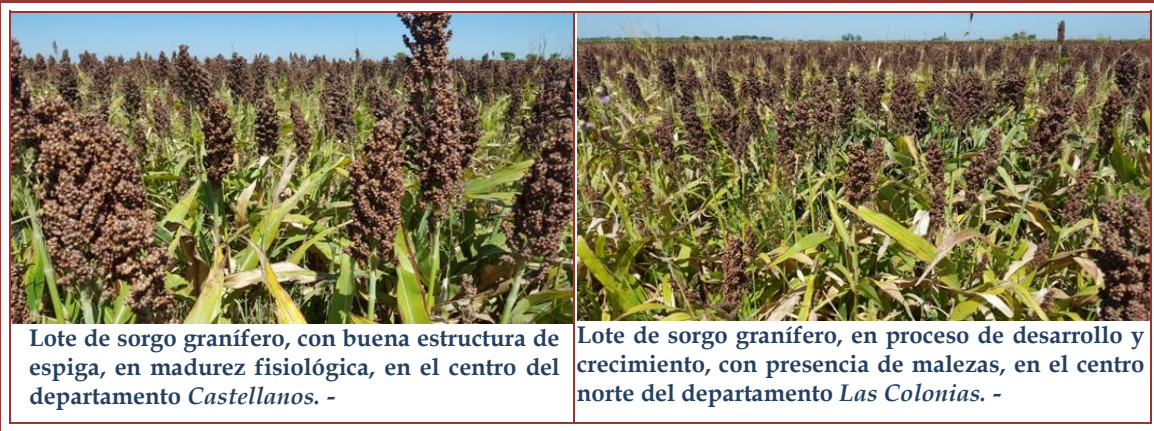 Lote de sorgo granífero, con buena estructura de
espiga, en madurez fisiológica, en el centro del
departamento Castellanos. -
Lote de sorgo granífero, en proceso de desarrollo y
crecimiento, con presencia de malezas, en el centro
norte del departamento Las Colonias. -